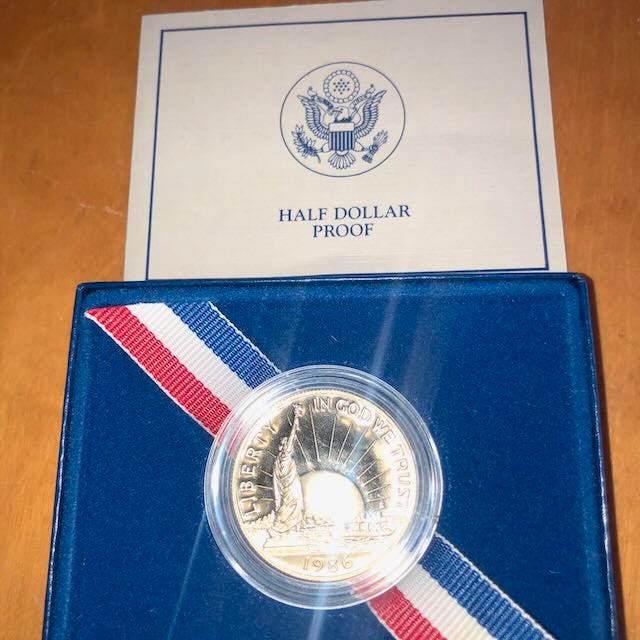 HALF DOLLAR
PROOF
LIBERTY
IN GOD WE TRUST
1986